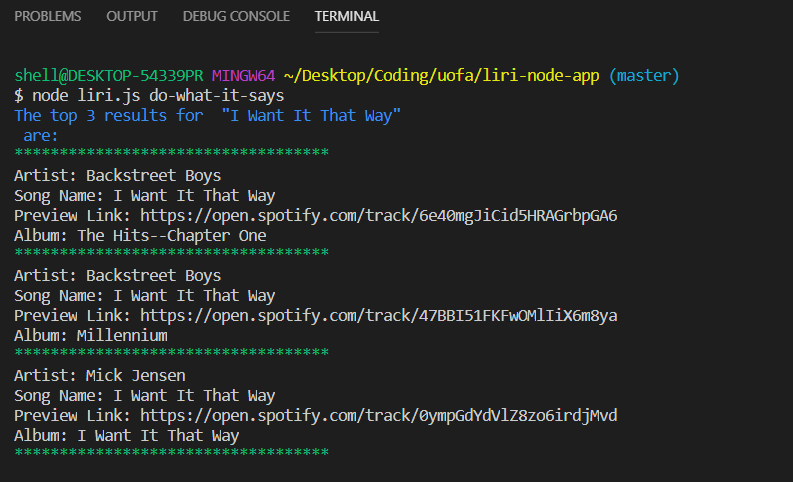 PROBLEMS OUTPUT DEBUG CONSOLE TERMINAL
shell@DESKTOP-54339PR MINGW64 ~/Desktop/Coding/uofa/liri-node-app (master)
$ node liri.js do-what-it-says
The top 3 results for  "I Want It That Way"
 are:
***********************************
Artist: Backstreet Boys
Song Name: I Want It That Way
Preview Link: https://open.spotify.com/track/6e40mgJiCid5HRAGrbpGA6
Album: The Hits--Chapter One
***********************************
Artist: Backstreet Boys
Song Name: I Want It That Way
Preview Link: https://open.spotify.com/track/47BBI51FKFwOMlIiX6m8ya
Album: Millennium
***********************************
Artist: Mick Jensen
Song Name: I Want It That Way
Preview Link: https://open.spotify.com/track/0ympGdYdVlZ8zo6irdjMvd
Album: I Want It That Way
***********************************